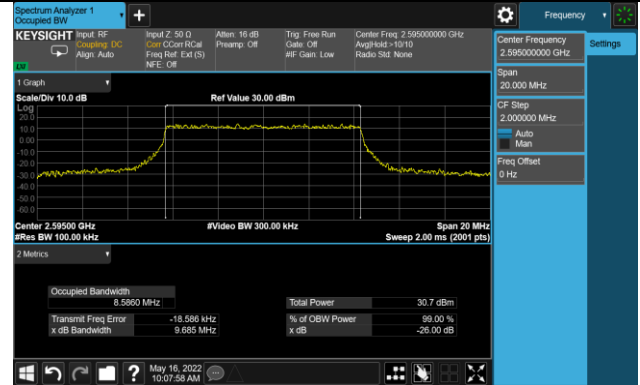 Spectrum Analyzer 1
Occupied BW
Frequency
KEYSIGHT
Input: RF
Coupling: DC
Align: Auto
Input Z: 50 Ω
Corr CCorr RCal
Freq Ref: Ext (S)
NFE: Off
Atten: 16 dB
Preamp: Off
Trig: Free Run
Gate: Off
#IF Gain: Low
Center Freq: 2.595000000 GHz
Avg|Hold:>10/10
Radio Std: None
LXI
Center Frequency
2.595000000 GHz
Settings
Span
20.000 MHz
CF Step
2.000000 MHz
Auto
Man
Freq Offset
0 Hz
1 Graph
Scale/Div 10.0 dB
Ref Value 30.00 dBm
Log
20.0
10.0
0.00
-10.0
-20.0
-30.0
-40.0
-50.0
-60.0
Center 2.59500 GHz
#Video BW 300.00 kHz
Span 20 MHz
#Res BW 100.00 kHz
Sweep 2.00 ms (2001 pts)
2 Metrics
Occupied Bandwidth
8.5860 MHz
Total Power 30.7 dBm
Transmit Freq Error -18.586 kHz
% of OBW Power 99.00 %
x dB Bandwidth 9.685 MHz
x dB -26.00 dB
?
May 16, 2022
10:07:58 AM